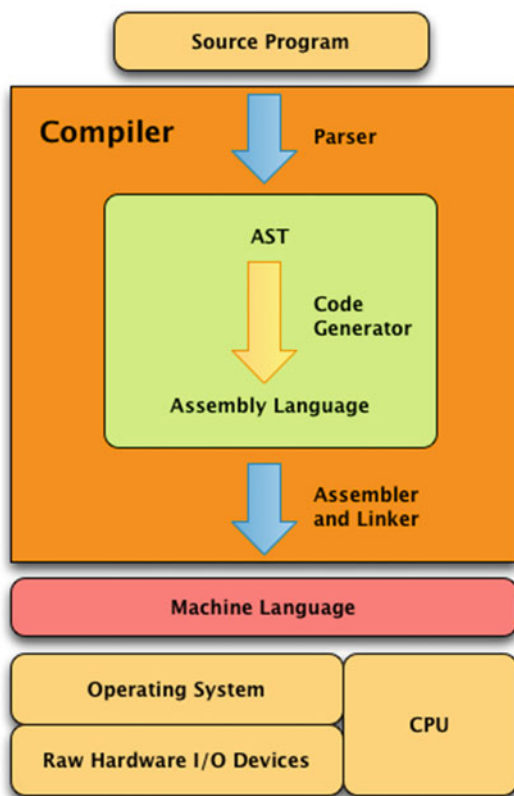 Source Program
Compiler
Parser
AST
Code
Generator
Assembly Language
Assembler
and Linker
Machine Language
Operating System
CPU
Raw Hardware I/O Devices